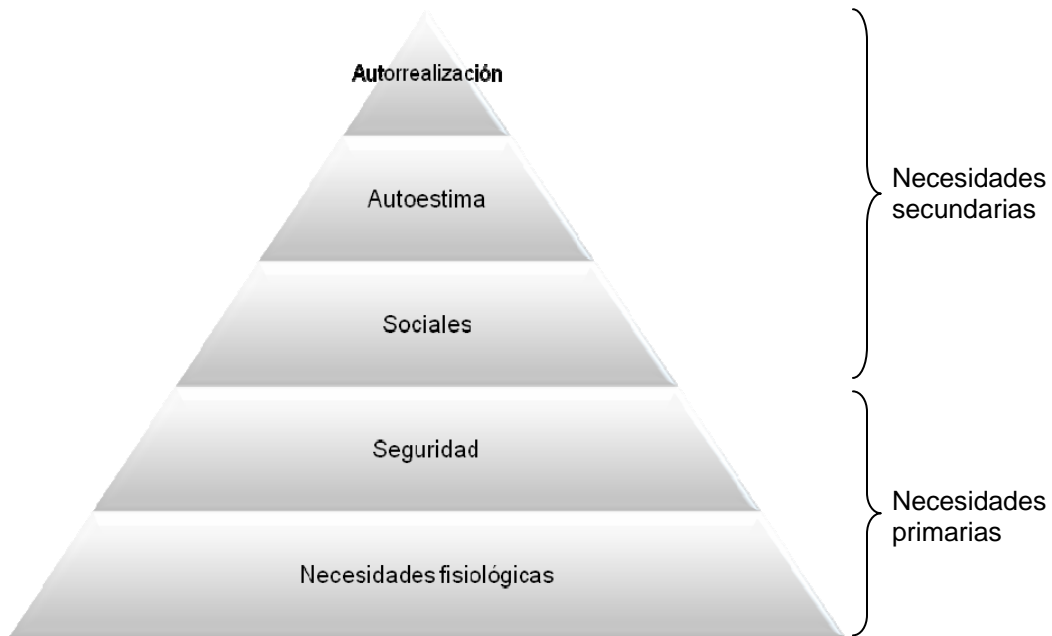 Autorrealización
Autoestima
Necesidades
secundarias
Sociales
Seguridad
Necesidades
primarias
Necesidades fisiológicas